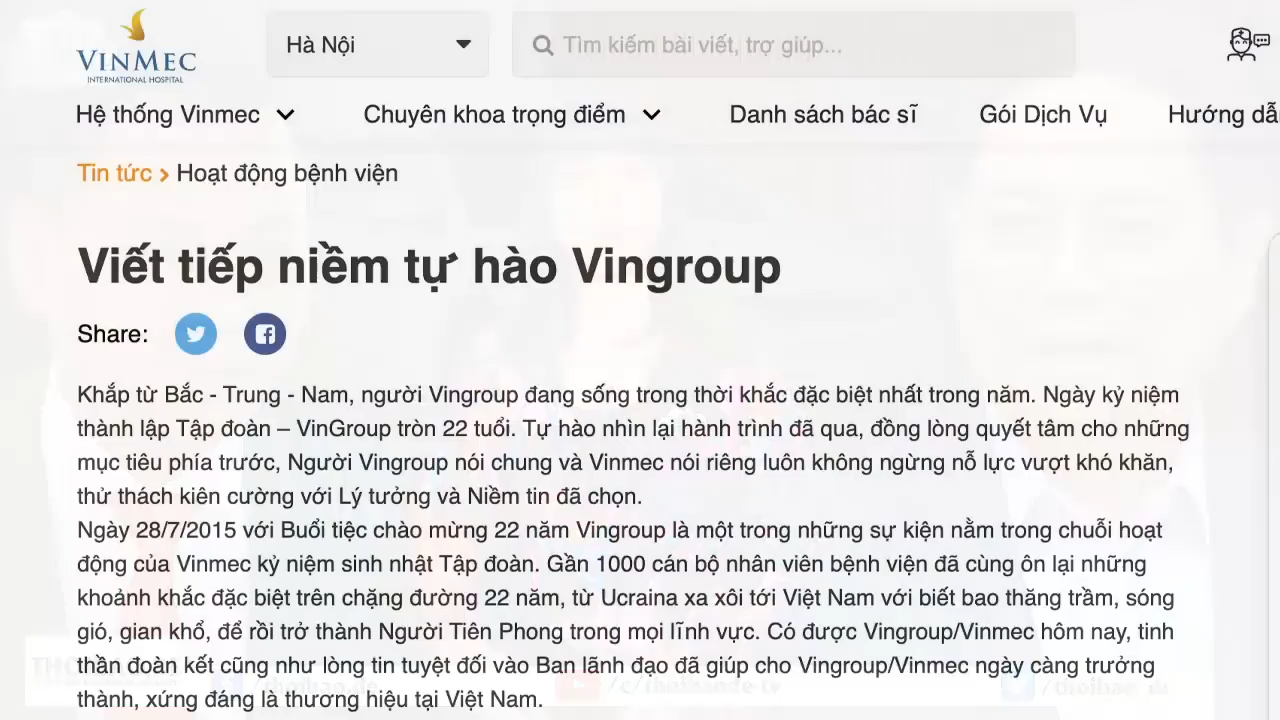 VINMEC
INTERNATIONAL HOSPITAL
Hà Nội
Tìm kiếm bài viết, trợ giúp...
Hệ thống Vinmec
Chuyên khoa trọng điểm
Danh sách bác sĩ
Gói Dịch Vụ
Hướng dẫ
Tin tức > Hoạt động bệnh viện
Viết tiếp niềm tự hào Vingroup
Share:
Khắp từ Bắc - Trung - Nam, người Vingroup đang sống trong thời khắc đặc biệt nhất trong năm. Ngày kỷ niệm
thành lập Tập đoàn – VinGroup tròn 22 tuổi. Tự hào nhìn lại hành trình đã qua, đồng lòng quyết tâm cho những
mục tiêu phía trước, Người Vingroup nói chung và Vinmec nói riêng luôn không ngừng nỗ lực vượt khó khăn,
thử thách kiên cường với Lý tưởng và Niềm tin đã chọn.
Ngày 28/7/2015 với Buổi tiệc chào mừng 22 năm Vingroup là một trong những sự kiện nằm trong chuỗi hoạt
động của Vinmec kỷ niệm sinh nhật Tập đoàn. Gần 1000 cán bộ nhân viên bệnh viện đã cùng ôn lại những
khoảnh khắc đặc biệt trên chặng đường 22 năm, từ Ucraina xa xôi tới Việt Nam với biết bao thăng trầm, sóng
gió, gian khổ, để rồi trở thành Người Tiên Phong trong mọi lĩnh vực. Có được Vingroup/Vinmec hôm nay, tinh
thần đoàn kết cũng như lòng tin tuyệt đối vào Ban lãnh đạo đã giúp cho Vingroup/Vinmec ngày càng trưởng
thành, xứng đáng là thương hiệu tại Việt Nam.